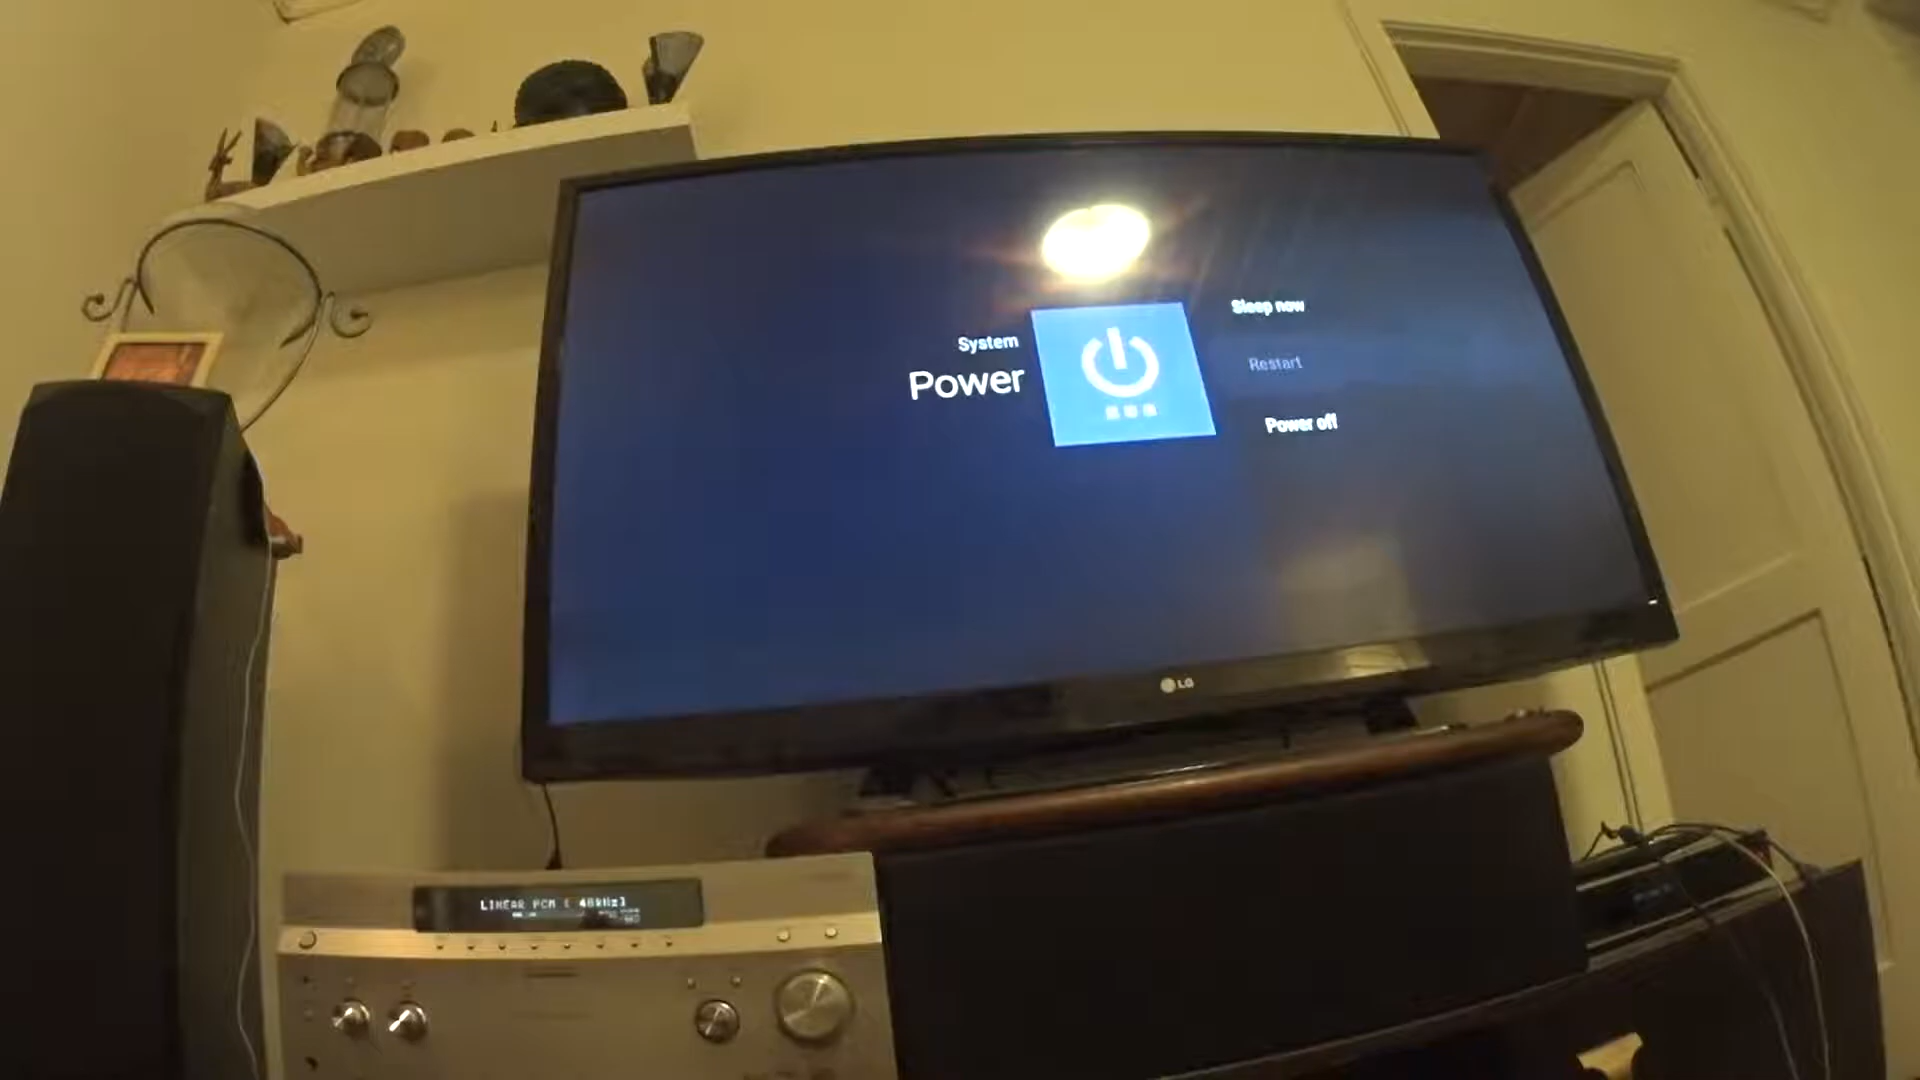 System
Power
Sleep now
Restart
Power off
LG
LINEAR PCM [ 48kHz]